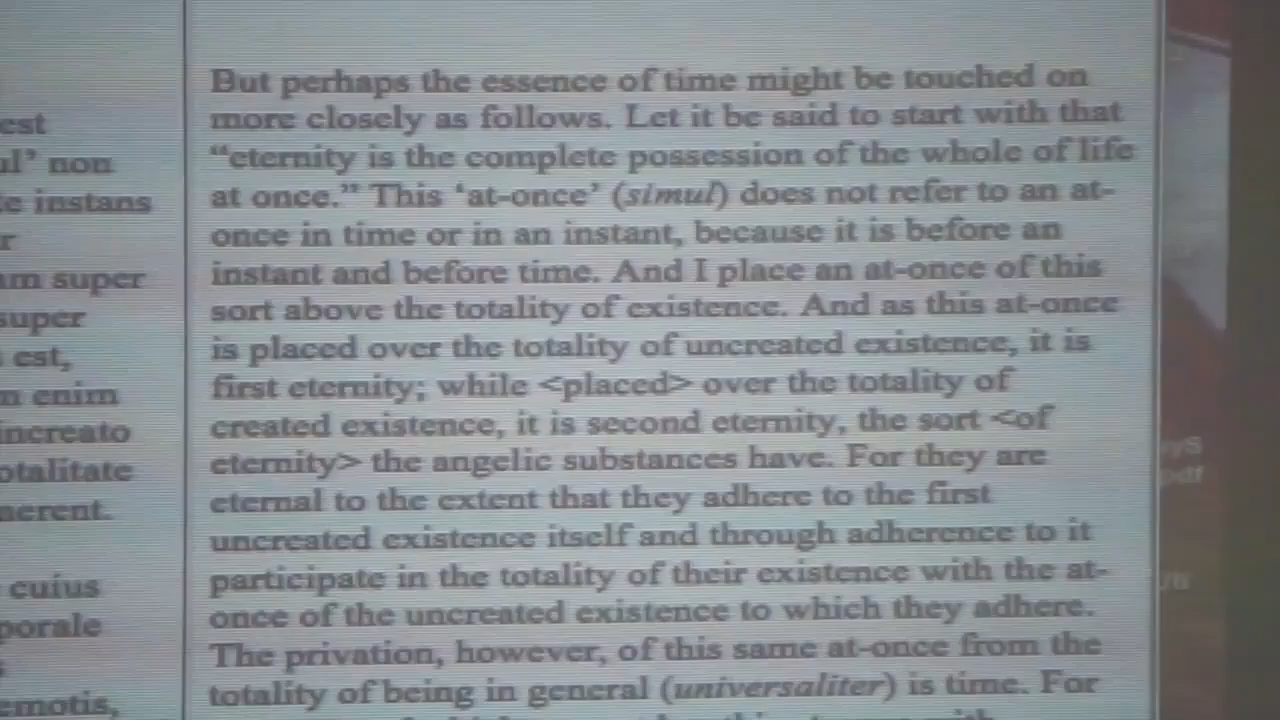 est
ul’ non
instans
r
am super
super
est,
n enim
increato
otalitate
nerent.
cuius
porale
emotis,
But perhaps the essence of time might be touched on
more closely as follows. Let it be said to start with that
“eternity is the complete possession of the whole of life
at once.” This ‘at-once’ (simul) does not refer to an at-
once in time or in an instant, because it is before an
instant and before time. And I place an at-once of this
sort above the totality of existence. And as this at-once
is placed over the totality of uncreated existence, it is
first eternity; while <placed> over the totality of
created existence, it is second eternity, the sort <of
eternity> the angelic substances have. For they are
eternal to the extent that they adhere to the first
uncreated existence itself and through adherence to it
participate in the totality of their existence with the at-
once of the uncreated existence to which they adhere.
The privation, however, of this same at-once from the
totality of being in general (universaliter) is time. For